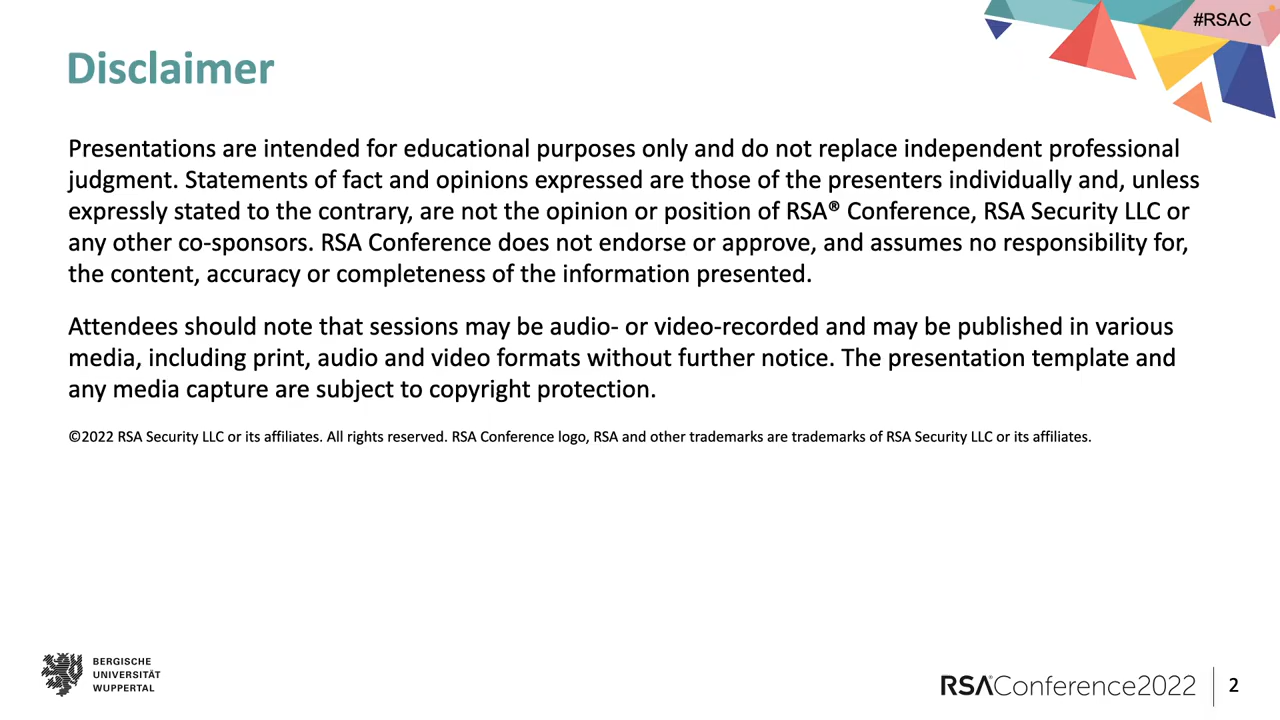 #RSAC
Disclaimer
Presentations are intended for educational purposes only and do not replace independent professional
judgment. Statements of fact and opinions expressed are those of the presenters individually and, unless
expressly stated to the contrary, are not the opinion or position of RSA® Conference, RSA Security LLC or
any other co-sponsors. RSA Conference does not endorse or approve, and assumes no responsibility for,
the content, accuracy or completeness of the information presented.
Attendees should note that sessions may be audio- or video-recorded and may be published in various
media, including print, audio and video formats without further notice. The presentation template and
any media capture are subject to copyright protection.
©2022 RSA Security LLC or its affiliates. All rights reserved. RSA Conference logo, RSA and other trademarks are trademarks of RSA Security LLC or its affiliates.
BERGISCHE
UNIVERSITÄT
WUPPERTAL
RSA®Conference2022
2